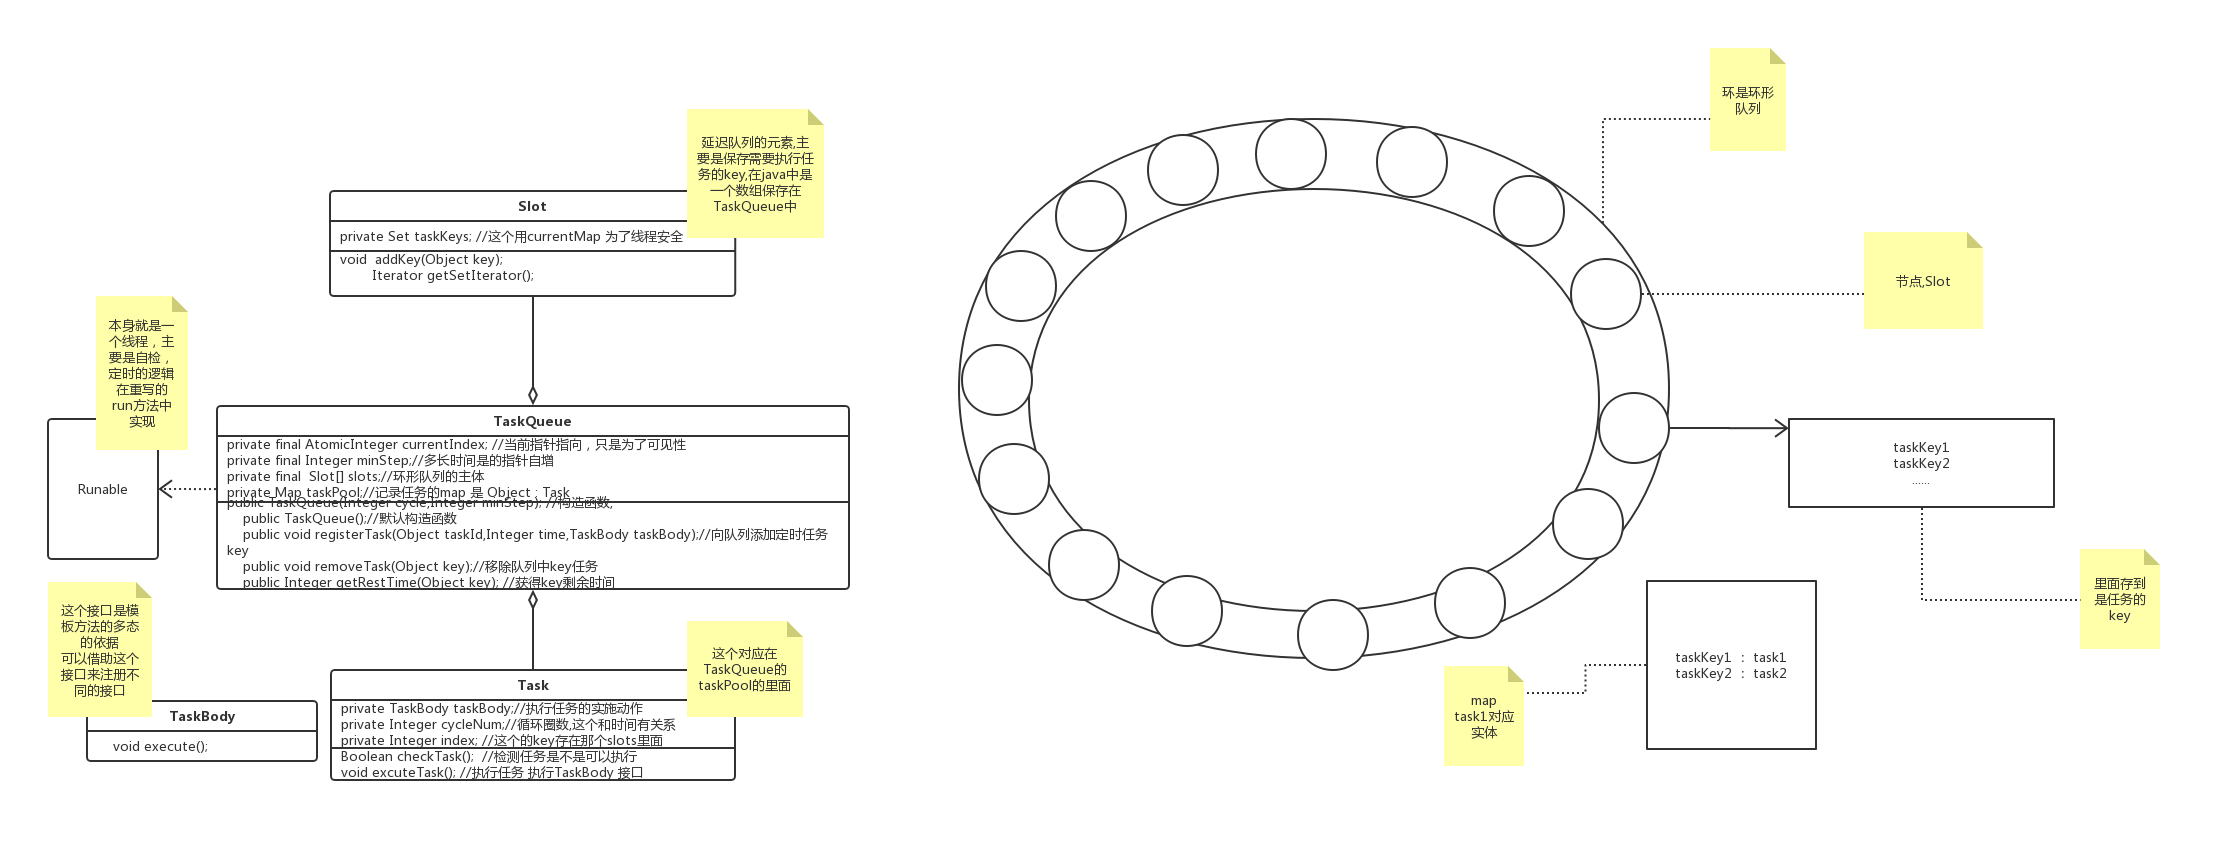 延迟队列的元素,主
要是保存需要执行任
务的key,在java中是
一个数组保存在
TaskQueue中
Slot
private Set taskKeys; //这个用currentMap 为了线程安全
void  addKey(Object key);
Iterator getSetIterator();
本身就是一
个线程，主
要是自检，
定时的逻辑
在重写的
run方法中
实现
Runable
TaskQueue
private final AtomicInteger currentIndex; //当前指针指向，只是为了可见性
private final Integer minStep;//多长时间是的指针自增
private final  Slot[] slots;//环形队列的主体
private Map taskPool;//记录任务的map 是 Object : Task
public TaskQueue(Integer cycle,Integer minStep); //构造函数,
public TaskQueue();//默认构造函数
public void registerTask(Object taskId,Integer time,TaskBody taskBody);//向队列添加定时任务
key
public void removeTask(Object key);//移除队列中key任务
public Integer getRestTime(Object key); //获得key剩余时间
这个接口是模
板方法的多态
的依据
可以借助这个
接口来注册不
同的接口
TaskBody
void execute();
这个对应在
TaskQueue的
taskPool的里面
Task
private TaskBody taskBody;//执行任务的实施动作
private Integer cycleNum;//循环圈数,这个和时间有关系
private Integer index; //这个的key存在那个slots里面
Boolean checkTask();  //检测任务是不是可以执行
void excuteTask(); //执行任务 执行TaskBody 接口
环是环形
队列
节点,Slot
taskKey1
taskKey2
......
里面存到
是任务的
key
taskKey1  :  task1
taskKey2  :  task2
map
task1对应
实体